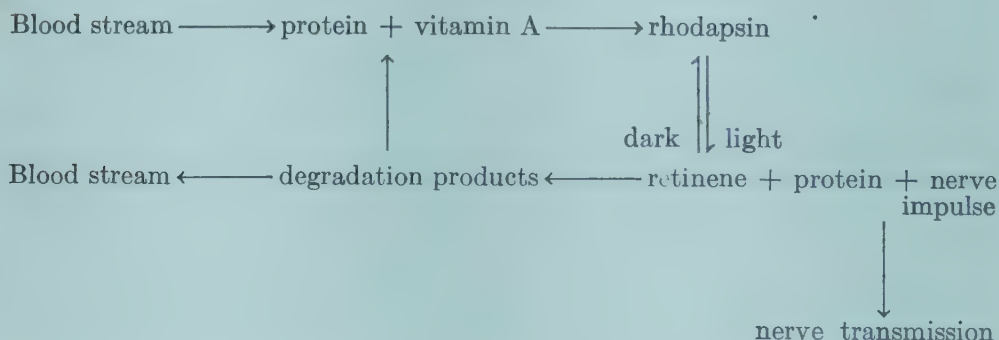 Blood stream → protein + vitamin A → rhodapsin
dark light
Blood stream ← degradation products ← retinene + protein + nerve
impulse
nerve transmission